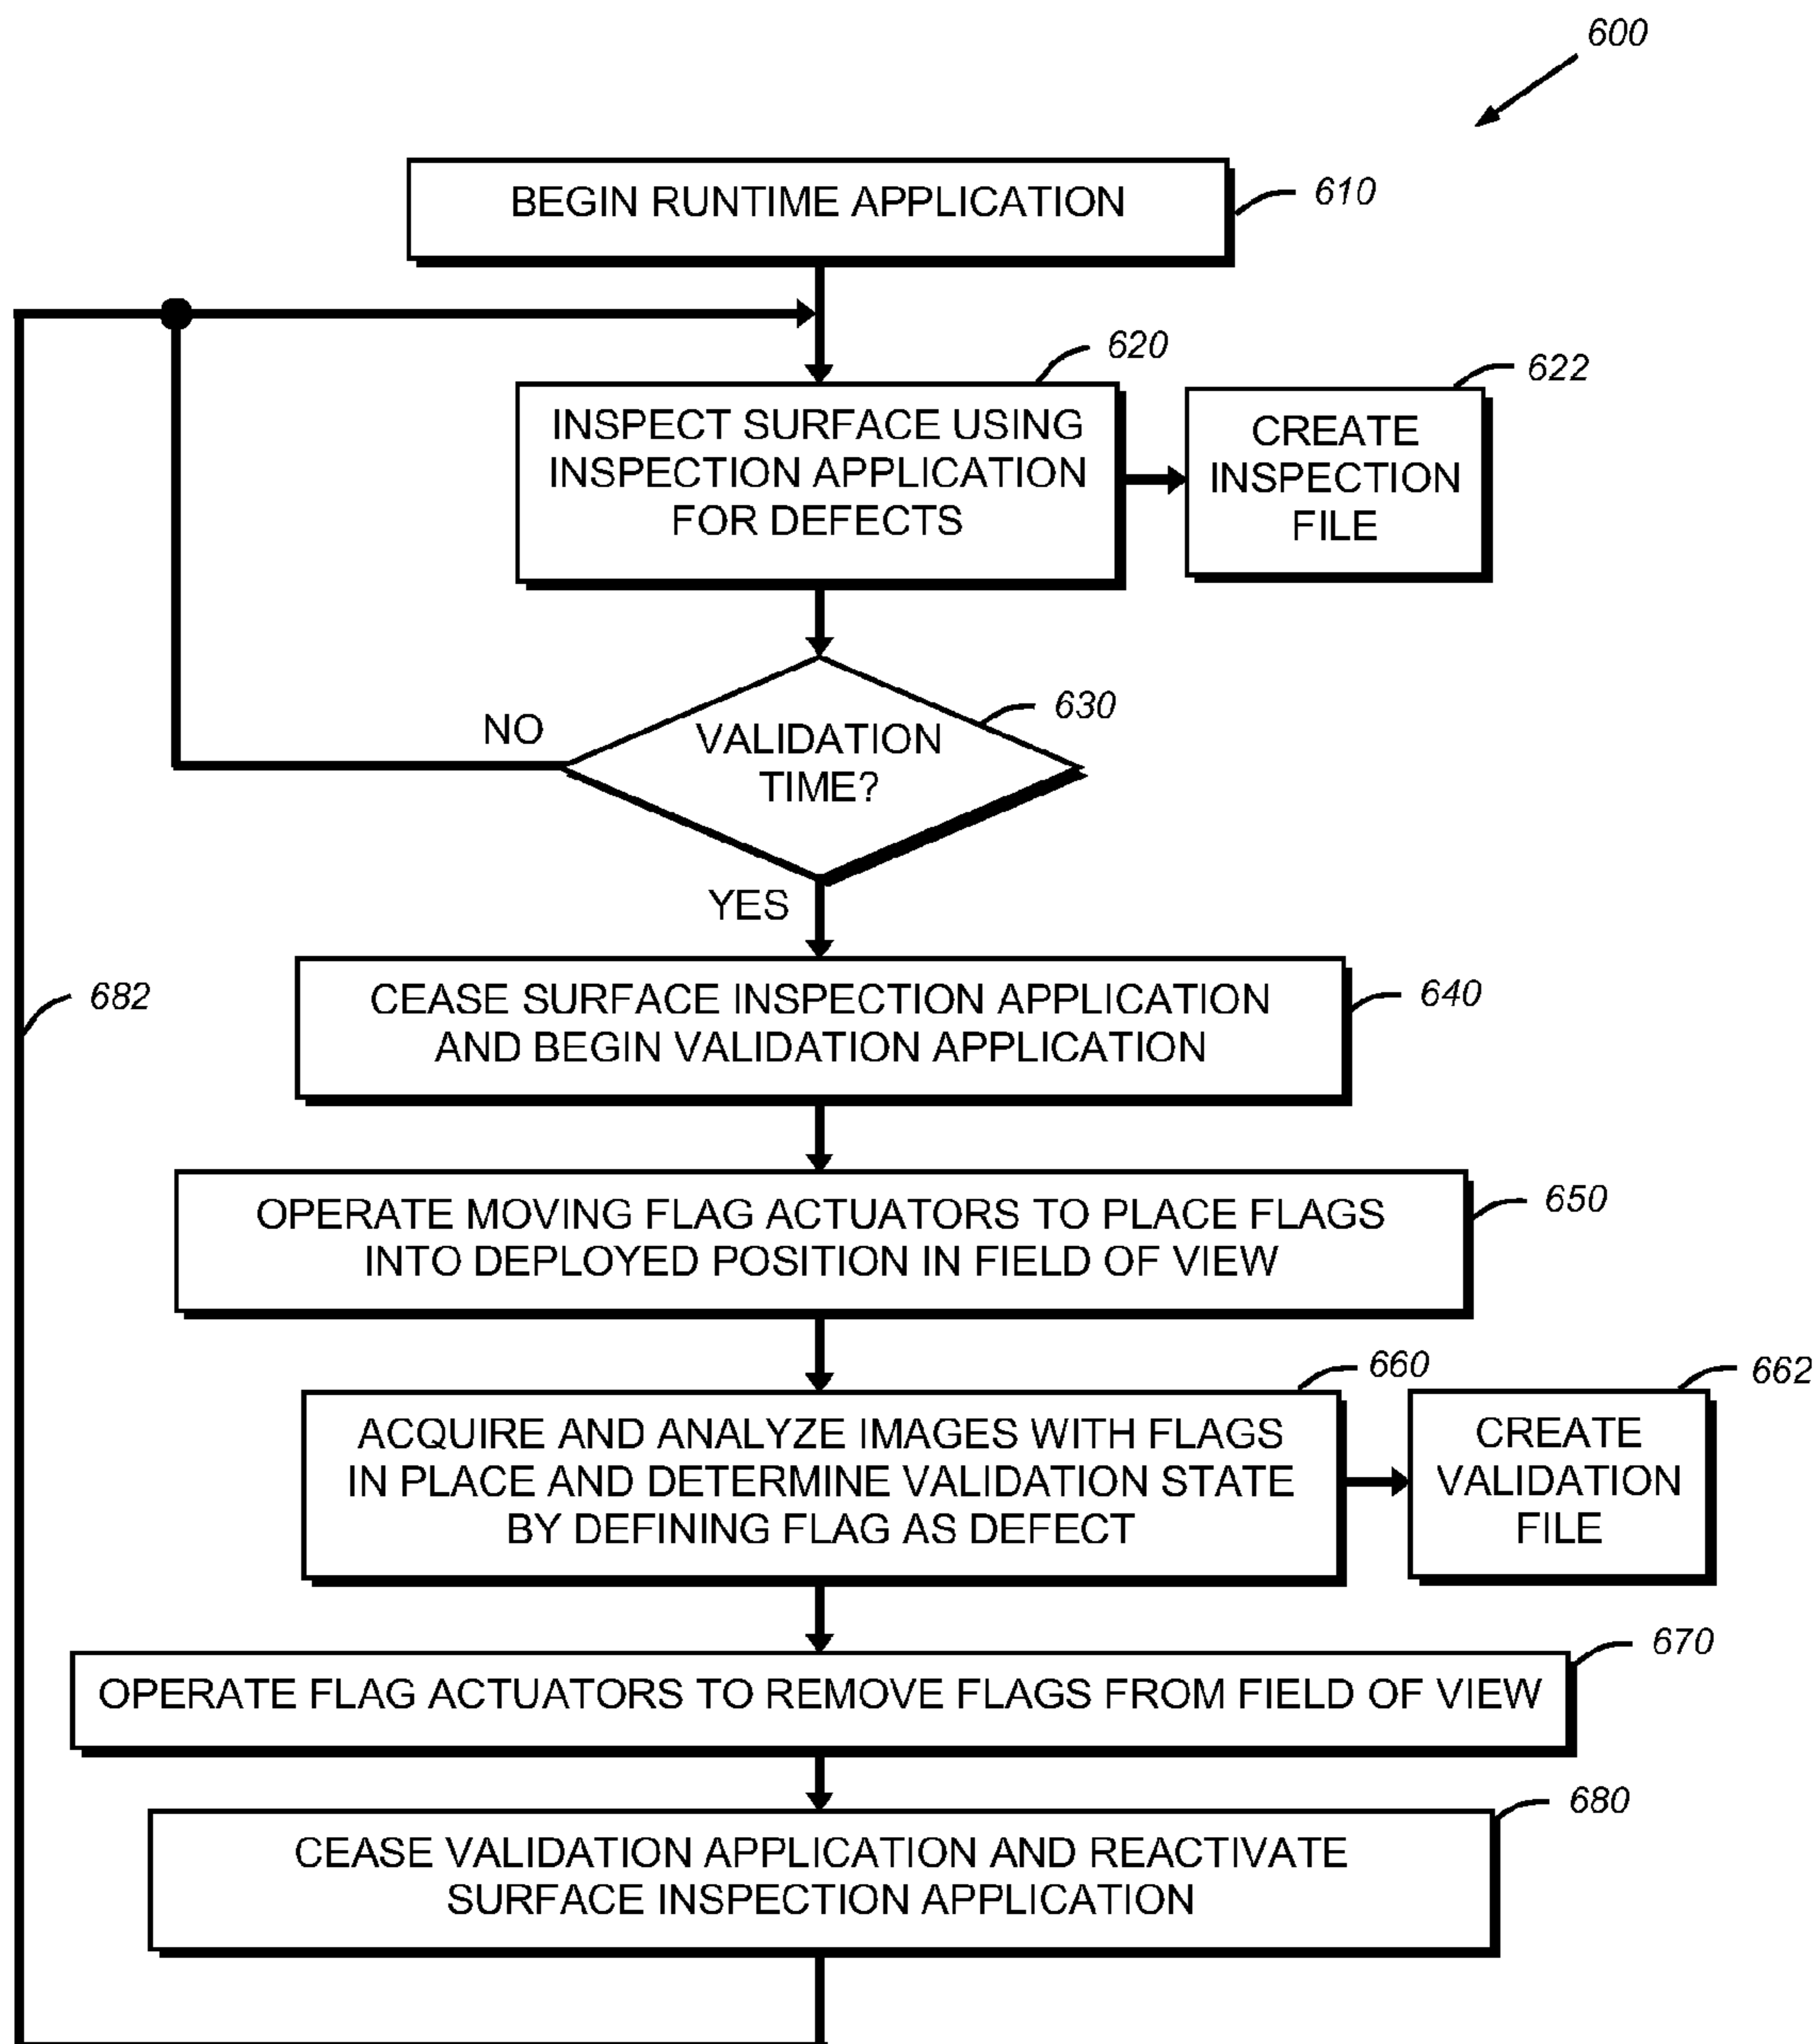 600
BEGIN RUNTIME APPLICATION
610
620
622
INSPECT SURFACE USING
INSPECTION APPLICATION
FOR DEFECTS
CREATE
INSPECTION
FILE
630
NO
VALIDATION
TIME?
YES
682
640
CEASE SURFACE INSPECTION APPLICATION
AND BEGIN VALIDATION APPLICATION
650
OPERATE MOVING FLAG ACTUATORS TO PLACE FLAGS
INTO DEPLOYED POSITION IN FIELD OF VIEW
660
662
ACQUIRE AND ANALYZE IMAGES WITH FLAGS
IN PLACE AND DETERMINE VALIDATION STATE
BY DEFINING FLAG AS DEFECT
CREATE
VALIDATION
FILE
670
OPERATE FLAG ACTUATORS TO REMOVE FLAGS FROM FIELD OF VIEW
680
CEASE VALIDATION APPLICATION AND REACTIVATE
SURFACE INSPECTION APPLICATION